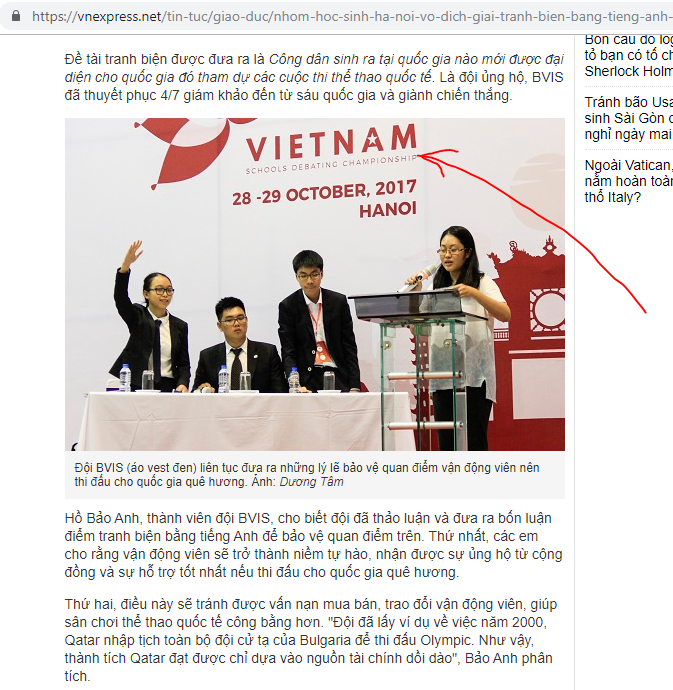 https://vnexpress.net/tin-tuc/giao-duc/nhom-hoc-sinh-ha-noi-vo-dich-giai-tranh-bien-bang-tieng-anh-
Đề tài tranh biện được đưa ra là Công dân sinh ra tại quốc gia nào mới được đại
diện cho quốc gia đó tham dự các cuộc thi thể thao quốc tế. Là đội ủng hộ, BVIS
đã thuyết phục 4/7 giám khảo đến từ sáu quốc gia và giành chiến thắng.
VIETNAM
SCHOOLS DEBATING CHAMPIONSHIP
28 -29 OCTOBER, 2017
HANOI
Đội BVIS (áo vest đen) liên tục đưa ra những lý lẽ bảo vệ quan điểm vận động viên nên
thi đấu cho quốc gia quê hương. Ảnh: Dương Tâm
Hồ Bảo Anh, thành viên đội BVIS, cho biết đội đã thảo luận và đưa ra bốn luận
điểm tranh biện bằng tiếng Anh để bảo vệ quan điểm trên. Thứ nhất, các em
cho rằng vận động viên sẽ trở thành niềm tự hào, nhận được sự ủng hộ từ cộng
đồng và sự hỗ trợ tốt nhất nếu thi đấu cho quốc gia quê hương.
Thứ hai, điều này sẽ tránh được vấn nạn mua bán, trao đổi vận động viên, giúp
sân chơi thể thao quốc tế công bằng hơn. "Đội đã lấy ví dụ về việc năm 2000,
Qatar nhập tịch toàn bộ đội cử tạ của Bulgaria để thi đấu Olympic. Như vậy,
thành tích Qatar đạt được chỉ dựa vào nguồn tài chính dồi dào", Bảo Anh phân
tích.
Bốn câu đố log
tỏ bạn có tố ch
Sherlock Holm
Tránh bão Usa
sinh Sài Gòn đ
nghỉ ngày mai
Ngoài Vatican,
nằm hoàn toàn
thổ Italy?